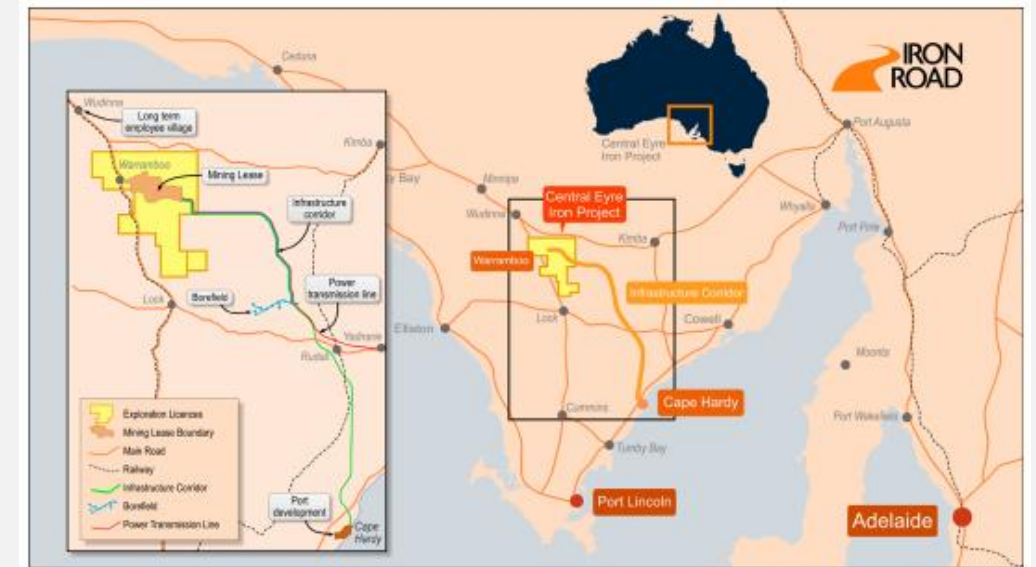 Wudinna
Long term
employee village
Warramboo
Mining Lease
Kimba
Infrastructure
corridor
Power
transmission line
Borefield
Lock
Yeelanna
Rudall
Exploration Licences
Mining Lease Boundary
Main Road
Railway
Infrastructure Corridor
Borefield
Power Transmission Line
Port
development
Cape
Hardy
Ceduna
y Bay
Minnipa
Wudinna
Central Eyre
Iron Project
Warramboo
Kimba
Infrastructure Corridor
Lock
Elliston
Cowell
Cape Hardy
Cummins
Tumby Bay
Port Lincoln
Central Eyre
Iron Project
IRON
ROAD
Port Augusta
Whyalla
Port Pirie
Moonta
Port Wakefield
Adelaide